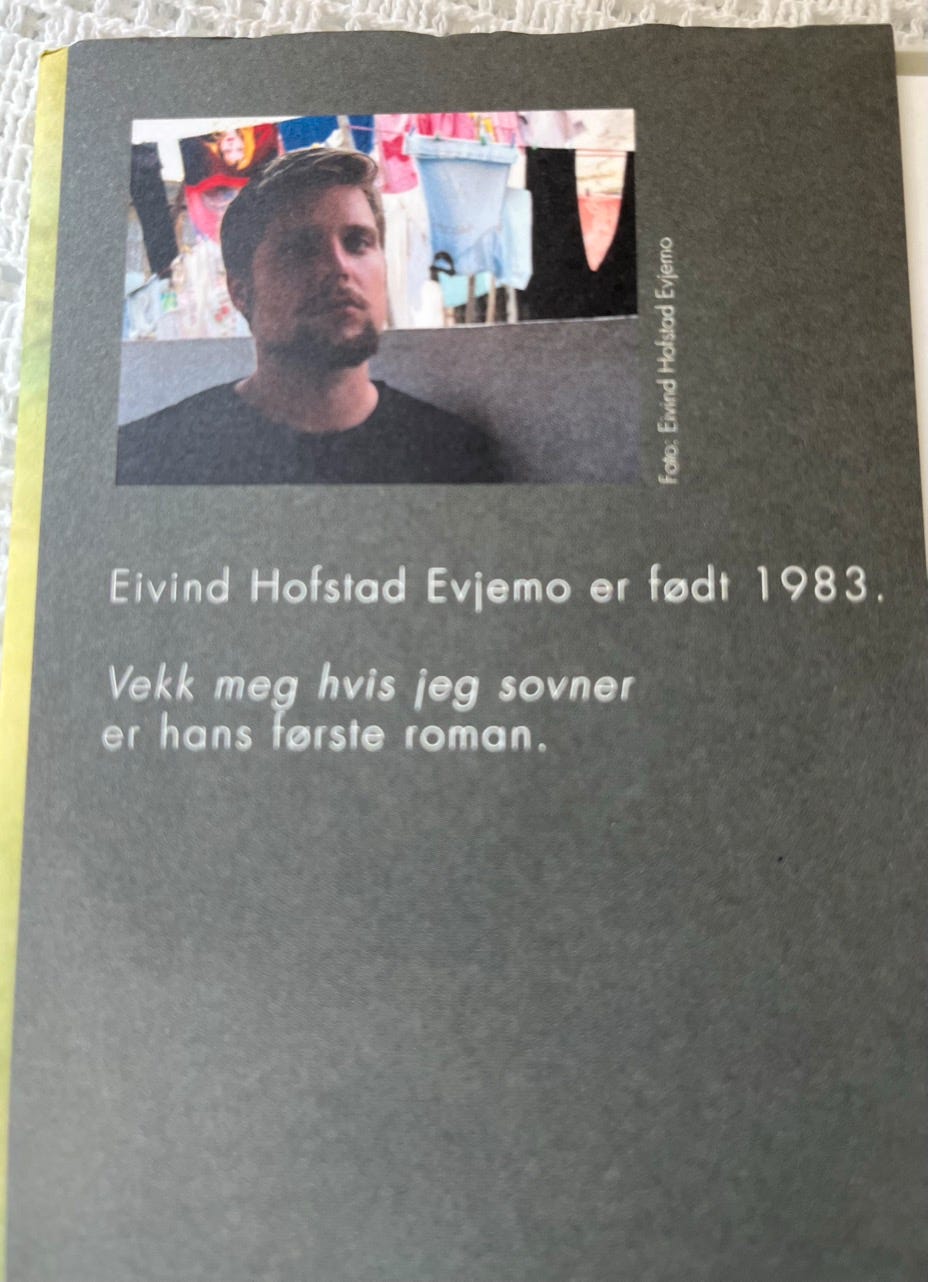 Foto: Eivind Hofstad Evjemo
Eivind Hofstad Evjemo er født 1983.
Vekk meg hvis jeg sovner
er hans første roman.